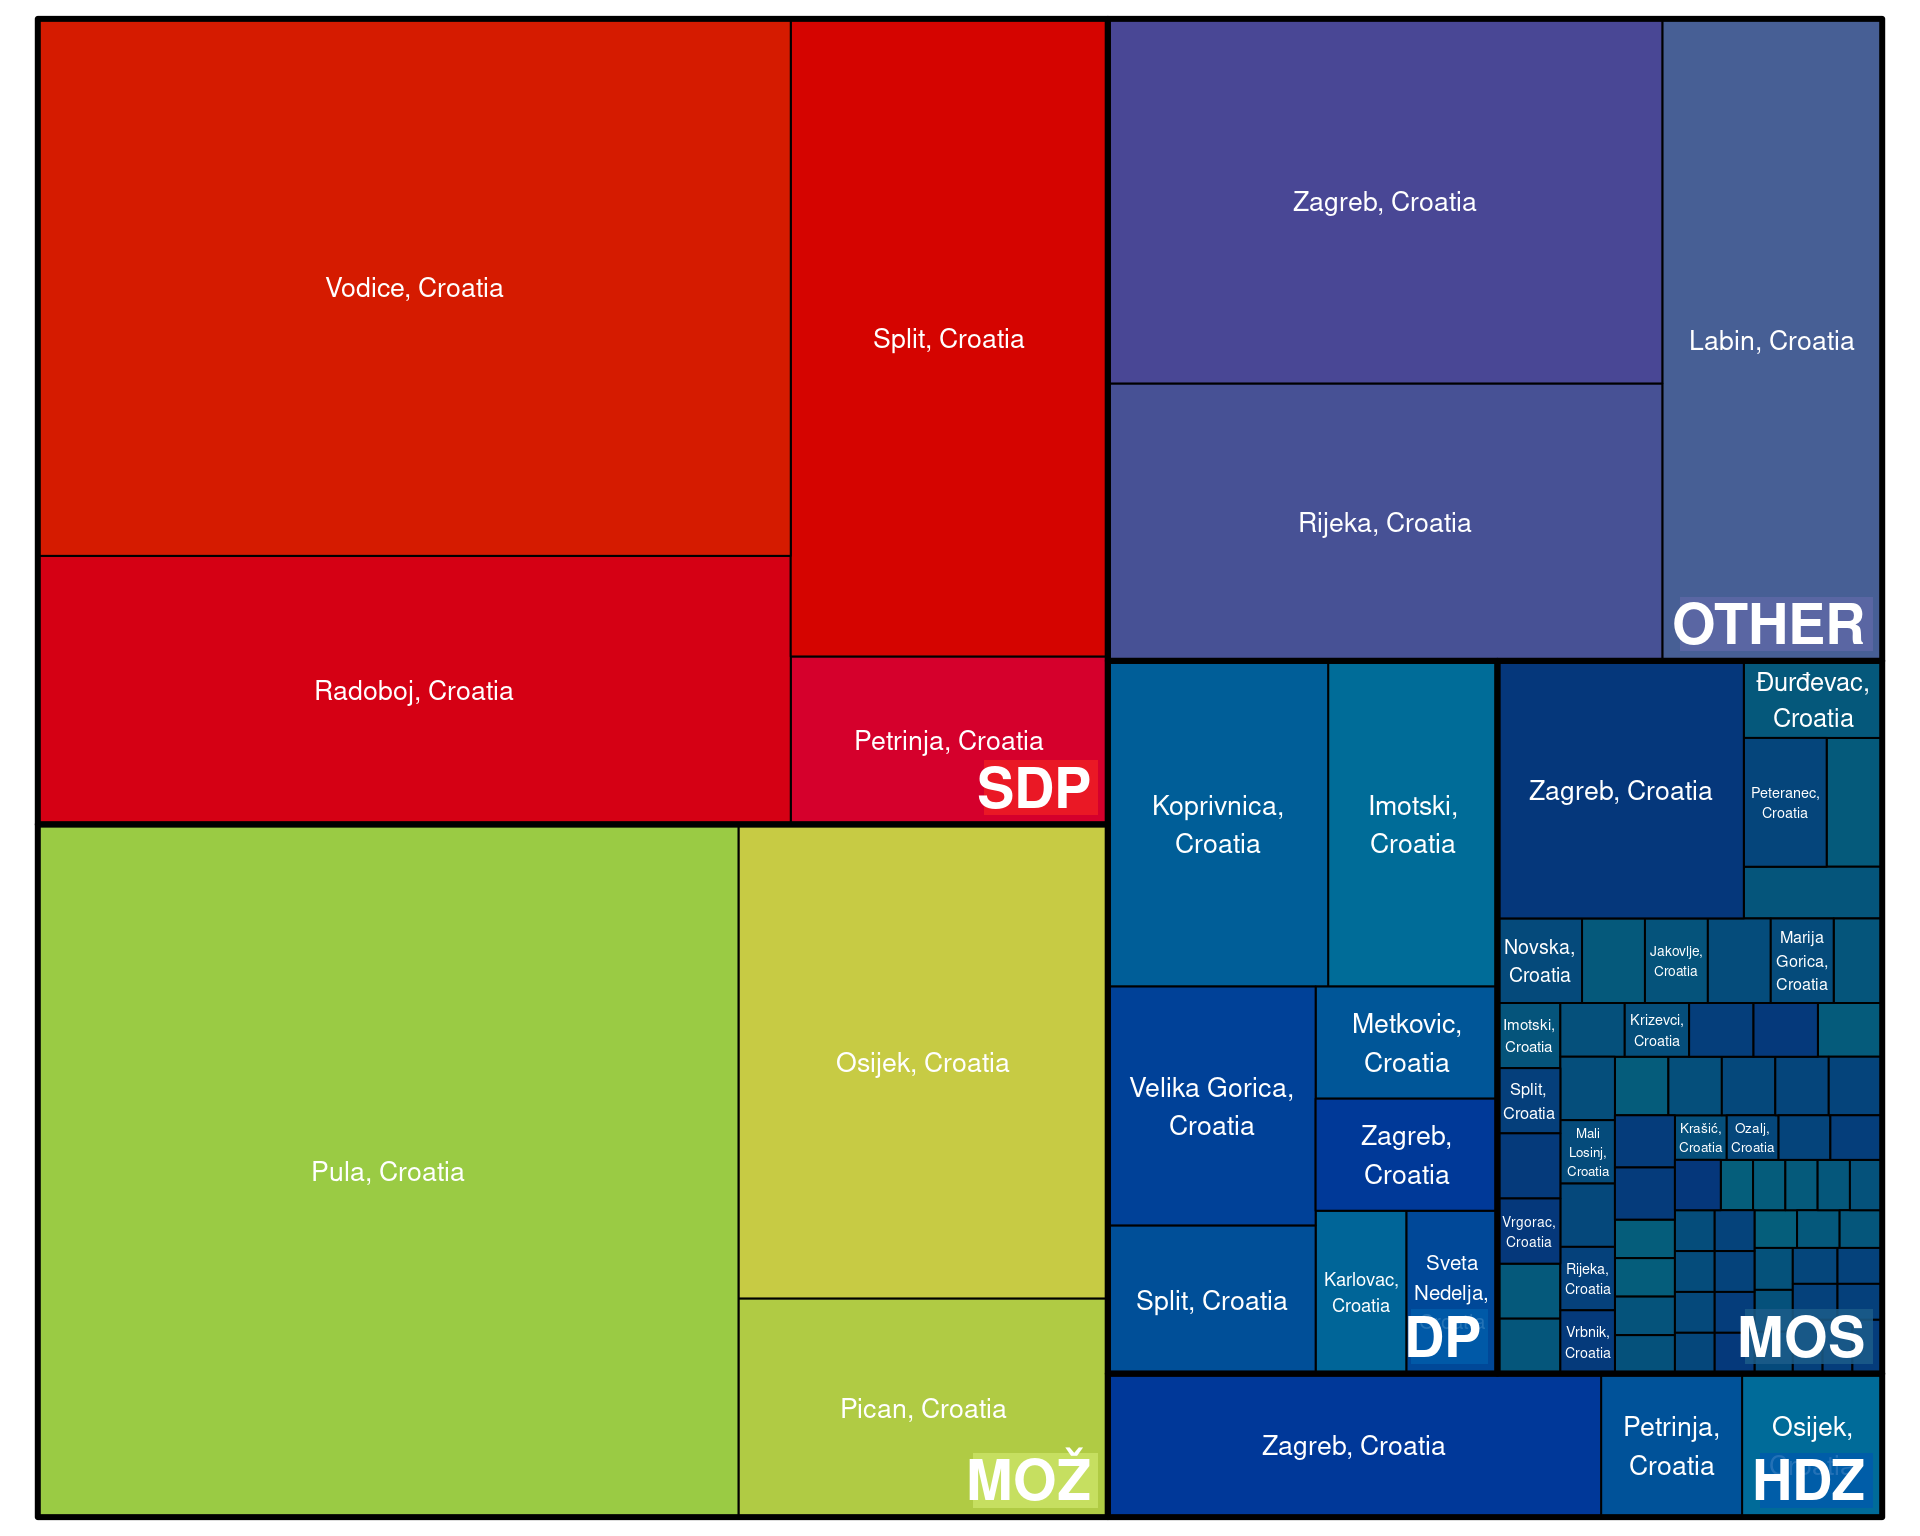 Vodice, Croatia
Split, Croatia
Radoboj, Croatia
Petrinja, Croatia
SDP
Pula, Croatia
Osijek, Croatia
Pican, Croatia
MOŽ
Zagreb, Croatia
Labin, Croatia
Rijeka, Croatia
OTHER
Koprivnica,
Croatia
Imotski,
Croatia
Velika Gorica,
Croatia
Metkovic,
Croatia
Zagreb,
Croatia
Split, Croatia
Karlovac,
Croatia
Sveta
Nedelja,
Croatia
DP
Zagreb, Croatia
Đurđevac,
Croatia
Peteranec,
Croatia
Novska,
Croatia
Jakovlje,
Croatia
Marija
Gorica,
Croatia
Imotski,
Croatia
Krizevci,
Croatia
Split,
Croatia
Mali
Losinj,
Croatia
Krašić,
Croatia
Ozalj,
Croatia
Vrgorac,
Croatia
Rijeka,
Croatia
Vrbnik,
Croatia
MOS
Zagreb, Croatia
Petrinja,
Croatia
Osijek,
Croatia
HDZ